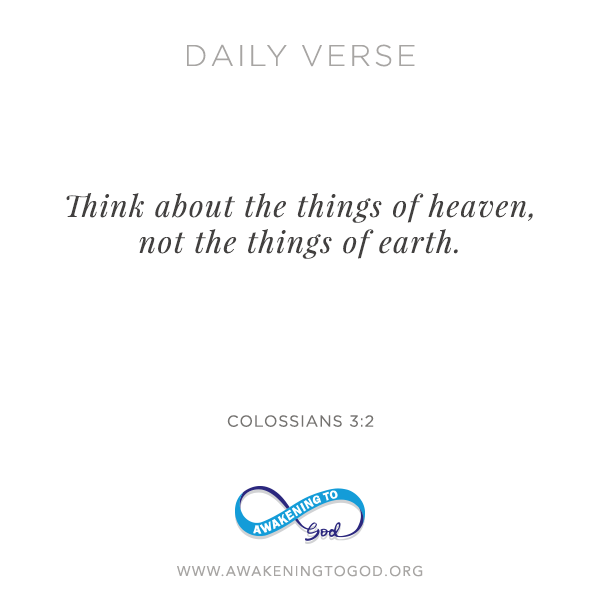 DAILY VERSE
Think about the things of heaven,
not the things of earth.
COLOSSIANS 3:2
AWAKENING TO
God
WWW.AWAKENINGTOGOD.ORG